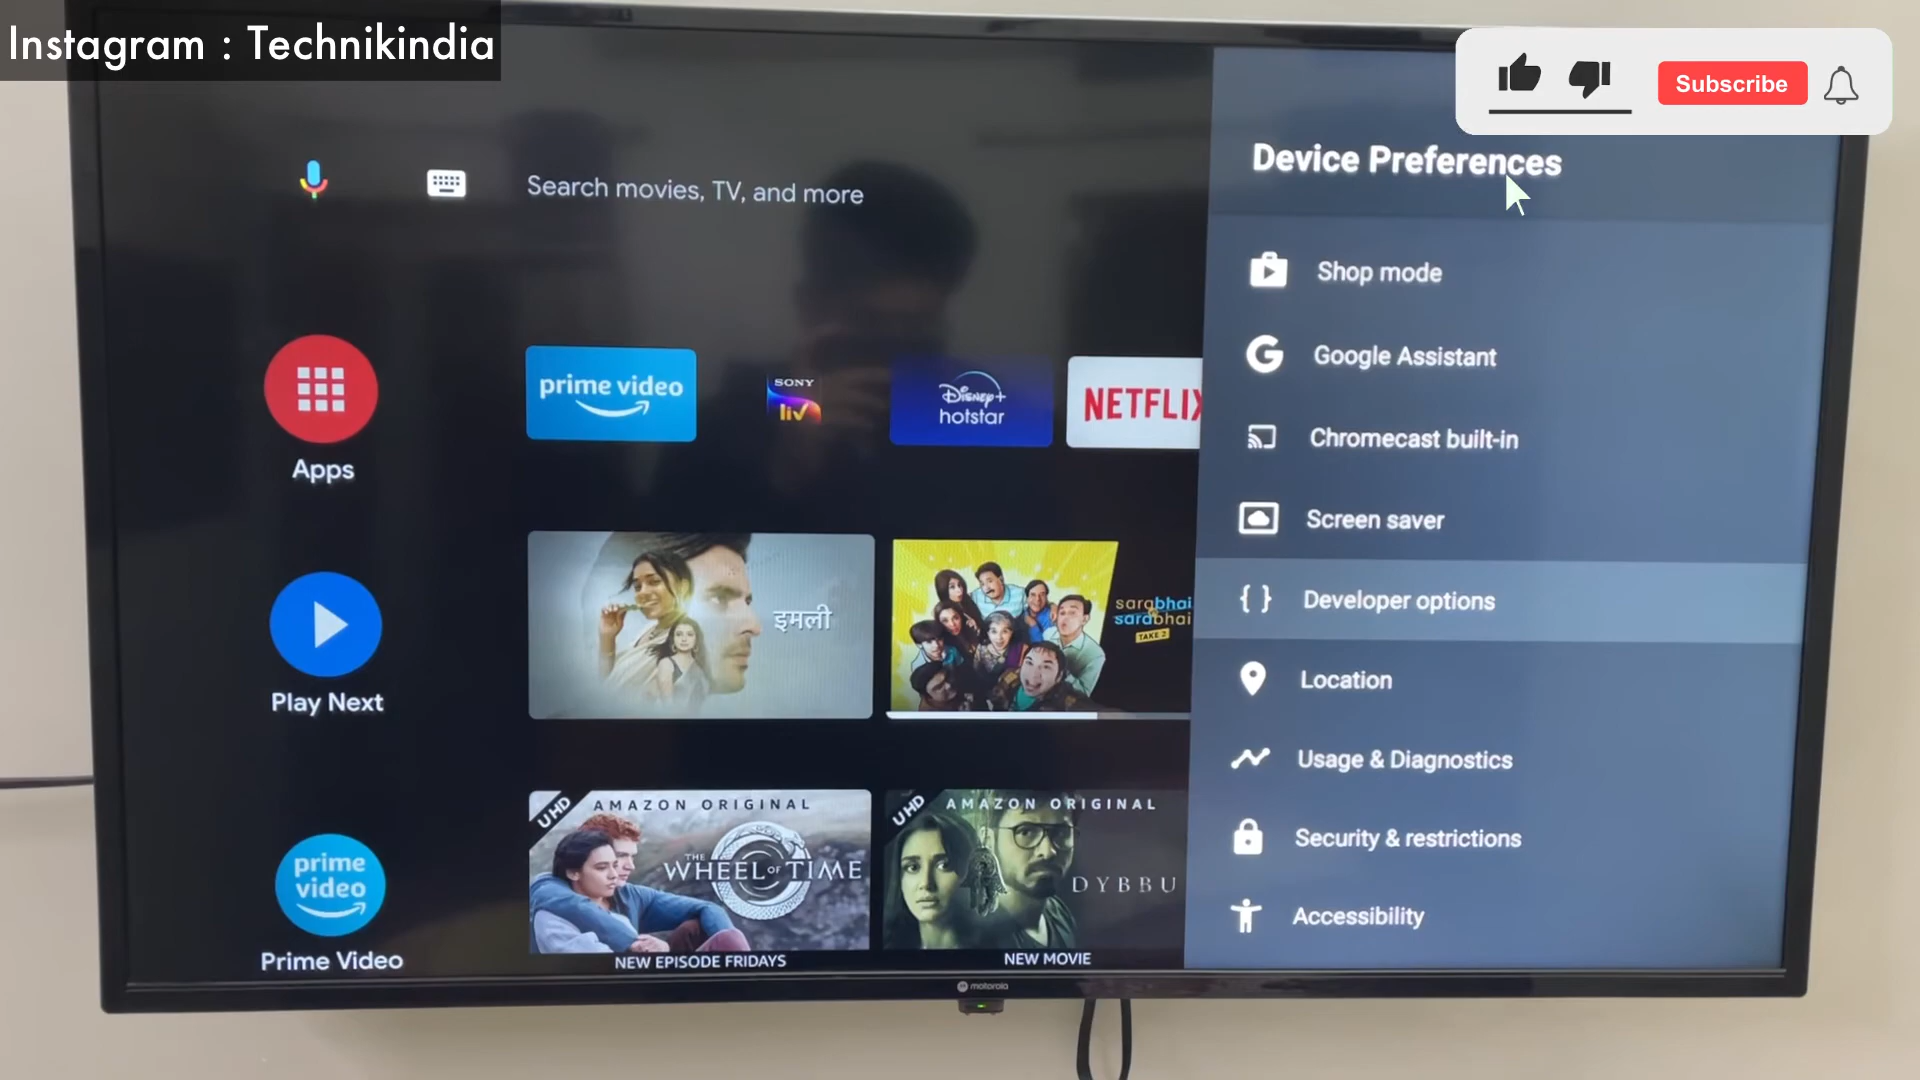 Instagram : Technikindia
Subscribe
Search movies, TV, and more
Device Preferences
Shop mode
Google Assistant
Chromecast built-in
Screen saver
Developer options
Location
Usage & Diagnostics
Security & restrictions
Accessibility
Apps
prime video
SONY
liv
Disney+
hotstar
NETFLIX
Play Next
इमली
sarabhai
sarabhai
TAKE 2
prime
video
Prime Video
UHD
AMAZON ORIGINAL
THE
WHEEL OF TIME
NEW EPISODE FRIDAYS
UHD
AMAZON ORIGINAL
DYBBU
NEW MOVIE
motorola